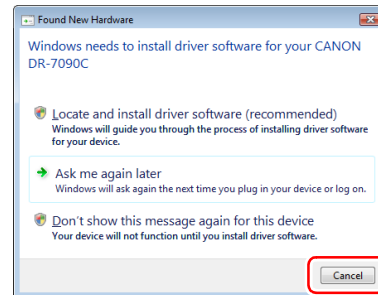 Found New Hardware
Windows needs to install driver software for your CANON
DR-7090C
Locate and install driver software (recommended)
Windows will guide you through the process of installing driver software
for your device.
Ask me again later
Windows will ask again the next time you plug in your device or log on.
Don't show this message again for this device
Your device will not function until you install driver software.
Cancel